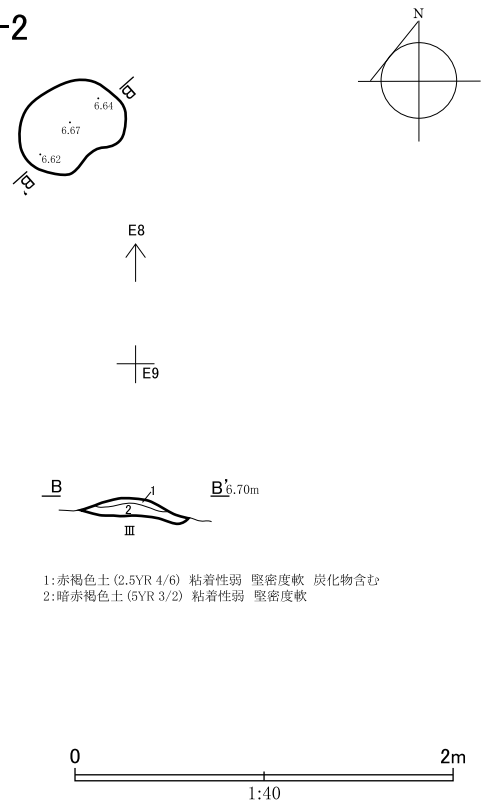 -2
N
B
6.64
6.67
6.62
B'
E8
E9
B
1
B' 6.70m
2
Ⅲ
1:赤褐色土 (2.5YR 4/6) 粘着性弱 堅密度軟 炭化物含む
2:暗赤褐色土 (5YR 3/2) 粘着性弱 堅密度軟
0
2m
1:40